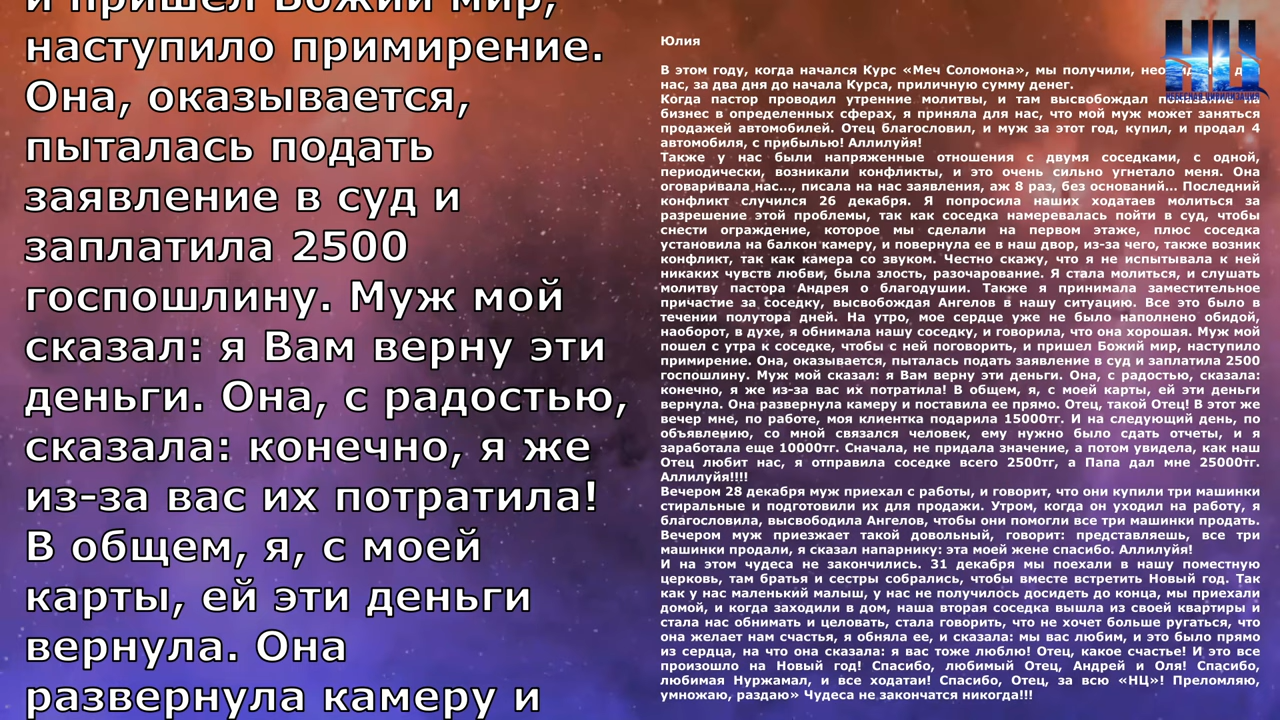 и пришел Божий мир,
наступило примирение.
Она, оказывается,
пыталась подать
заявление в суд и
заплатила 2500
госпошлину. Муж мой
сказал: я Вам верну эти
деньги. Она, с радостью,
сказала: конечно, я же
из-за вас их потратила!
В общем, я, с моей
карты, ей эти деньги
вернула. Она
развернула камеру и
Юлия
В этом году, когда начался Курс «Меч Соломона», мы получили, для
нас, за два дня до начала Курса, приличную сумму денег.
Когда пастор проводил утренние молитвы, и там высвобождал помазание на
бизнес в определенных сферах, я приняла для нас, что мой муж может заняться
продажей автомобилей. Отец благословил, и муж за этот год, купил, и продал 4
автомобиля, с прибылью! Аллилуйя!
Также у нас были напряженные отношения с двумя соседками, с одной,
периодически, возникали конфликты, и это очень сильно угнетало меня. Она
оговаривала нас..., писала на нас заявления, аж 8 раз, без оснований... Последний
конфликт случился 26 декабря. Я попросила наших ходатаев молиться за
разрешение этой проблемы, так как соседка намеревалась пойти в суд, чтобы
снести ограждение, которое мы сделали на первом этаже, плюс соседка
установила на балкон камеру, и повернула ее в наш двор, из-за чего, также возник
конфликт, так как камера со звуком. Честно скажу, что я не испытывала к ней
никаких чувств любви, была злость, разочарование. Я стала молиться, и слушать
молитву пастора Андрея о благодушии. Также я принимала заместительное
причастие за соседку, высвобождая Ангелов в нашу ситуацию. Все это было в
течении полутора дней. На утро, мое сердце уже не было наполнено обидой,
наоборот, в духе, я обнимала нашу соседку, и говорила, что она хорошая. Муж мой
пошел с утра к соседке, чтобы с ней поговорить, и пришел Божий мир, наступило
примирение. Она, оказывается, пыталась подать заявление в суд и заплатила 2500
госпошлину. Муж мой сказал: я Вам верну эти деньги. Она, с радостью, сказала:
конечно, я же из-за вас их потратила! В общем, я, с моей карты, ей эти деньги
вернула. Она развернула камеру и поставила ее прямо. Отец, такой Отец! В этот же
вечер мне, по работе, моя клиентка подарила 15000тг. И на следующий день, по
объявлению, со мной связался человек, ему нужно было сдать отчеты, и я
заработала еще 10000тг. Сначала, не придала значение, а потом увидела, как наш
Отец любит нас, я отправила соседке всего 2500тг, а Папа дал мне 25000тг.
Аллилуйя!!!!
Вечером 28 декабря муж приехал с работы, и говорит, что они купили три машинки
стиральные и подготовили их для продажи. Утром, когда он уходил на работу, я
благословила, высвободила Ангелов, чтобы они помогли все три машинки продать.
Вечером муж приезжает такой довольный, говорит: представляешь, все три
машинки продали, я сказал напарнику: эта моей жене спасибо. Аллилуйя!
И на этом чудеса не закончились. 31 декабря мы поехали в нашу поместную
церковь, там братья и сестры собрались, чтобы вместе встретить Новый год. Так
как у нас маленький малыш, у нас не получилось досидеть до конца, мы приехали
домой, и когда заходили в дом, наша вторая соседка вышла из своей квартиры и
стала нас обнимать и целовать, стала говорить, что не хочет больше ругаться, что
она желает нам счастья, я обняла ее, и сказала: мы вас любим, и это было прямо
из сердца, на что она сказала: я вас тоже люблю! Отец, какое счастье! И это все
произошло на Новый год! Спасибо, любимый Отец, Андрей и Оля! Спасибо,
любимая Нуржамал, и все ходатаи! Спасибо, Отец, за всю «НЦ»! Преломляю,
умножаю, раздаю» Чудеса не закончатся никогда!!!
НЦ
НЕБЕСНАЯ ЦИВИЛИЗАЦИЯ